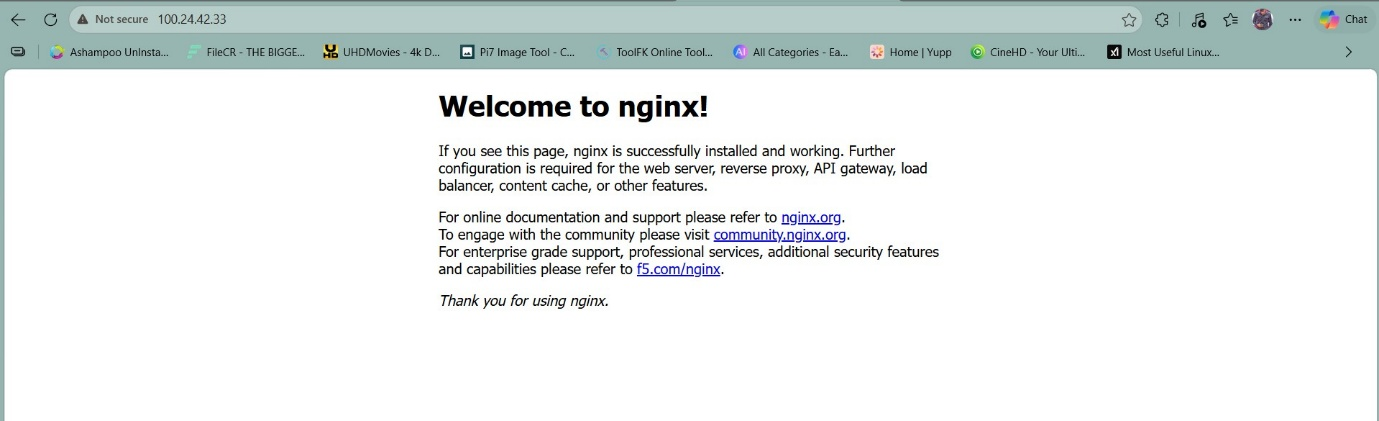 Not secure 100.24.42.33 Chat
Ashampoo Uninsta... FileCR - THE BIGGE... UHDMovies - 4k D... Pi7 Image Tool - C... ToolFK Online Tool... All Categories - Ea... Home | Yupp CineHD - Your Ulti... Most Useful Linux...
Welcome to nginx!
If you see this page, nginx is successfully installed and working. Further
configuration is required for the web server, reverse proxy, API gateway, load
balancer, content cache, or other features.
For online documentation and support please refer to nginx.org.
To engage with the community please visit community.nginx.org.
For enterprise grade support, professional services, additional security features
and capabilities please refer to f5.com/nginx.
Thank you for using nginx.